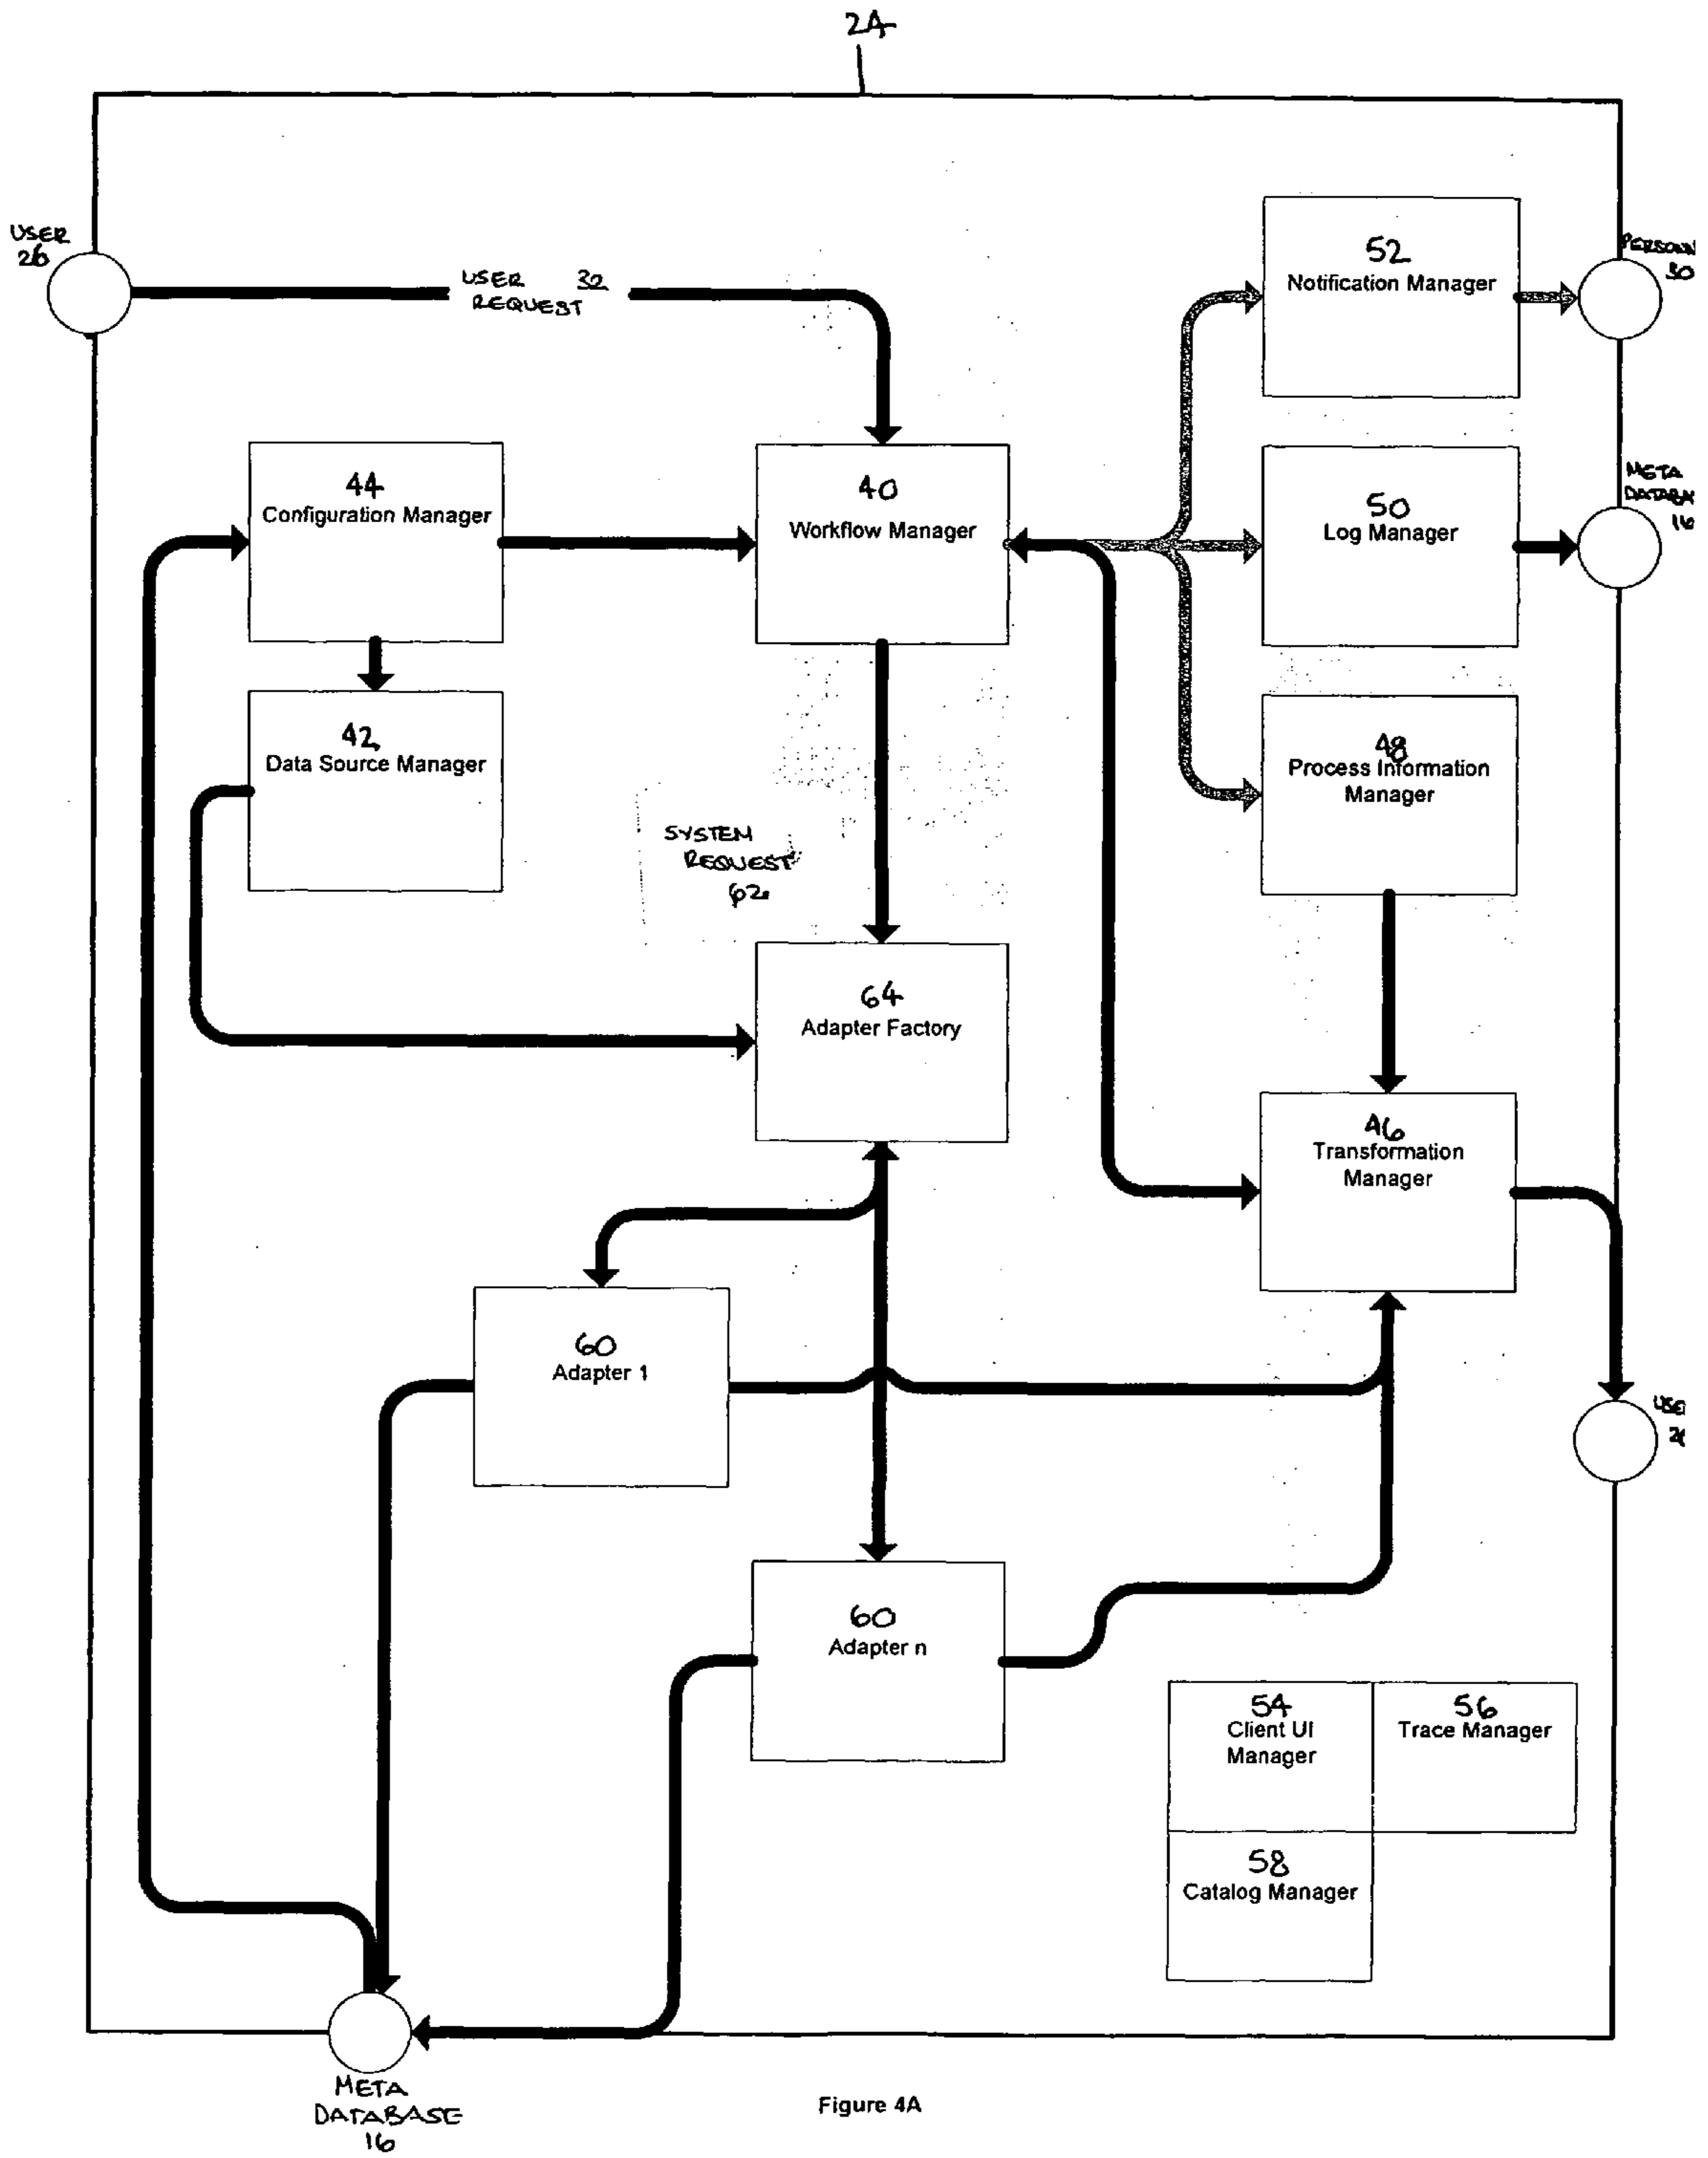 24
USER
26
USER 32
REQUEST
52
Notification Manager
30
44
Configuration Manager
40
Workflow Manager
50
Log Manager
META
16
42
Data Source Manager
48
Process Information
Manager
SYSTEM
REQUEST
62
64
Adapter Factory
46
Transformation
Manager
60
Adapter 1
60
Adapter n
54
Client UI
Manager
56
Trace Manager
58
Catalog Manager
META
DATABASE
16
Figure 4A